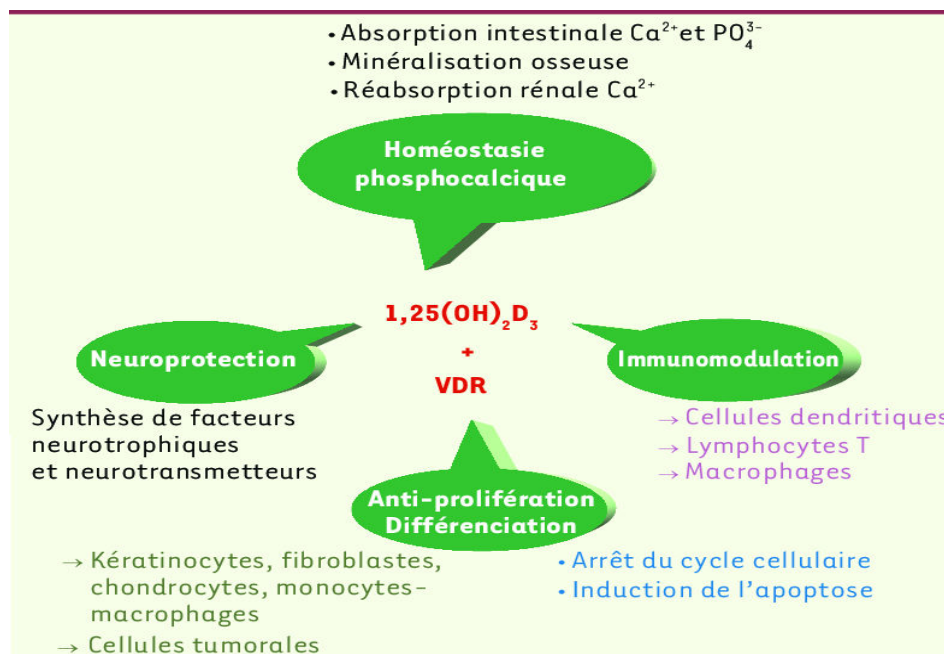 • Absorption intestinale Ca²⁺et PO₄³⁻
• Minéralisation osseuse
• Réabsorption rénale Ca²⁺
Homéostasie
phosphocalcique
1,25(OH)₂D₃
+
VDR
Neuroprotection
Synthèse de facteurs
neurotrophiques
et neurotransmetteurs
Immunomodulation
→ Cellules dendritiques
→ Lymphocytes T
→ Macrophages
Anti-prolifération
Différenciation
→ Kératinocytes, fibroblastes,
chondrocytes, monocytes-
macrophages
→ Cellules tumorales
• Arrêt du cycle cellulaire
• Induction de l’apoptose